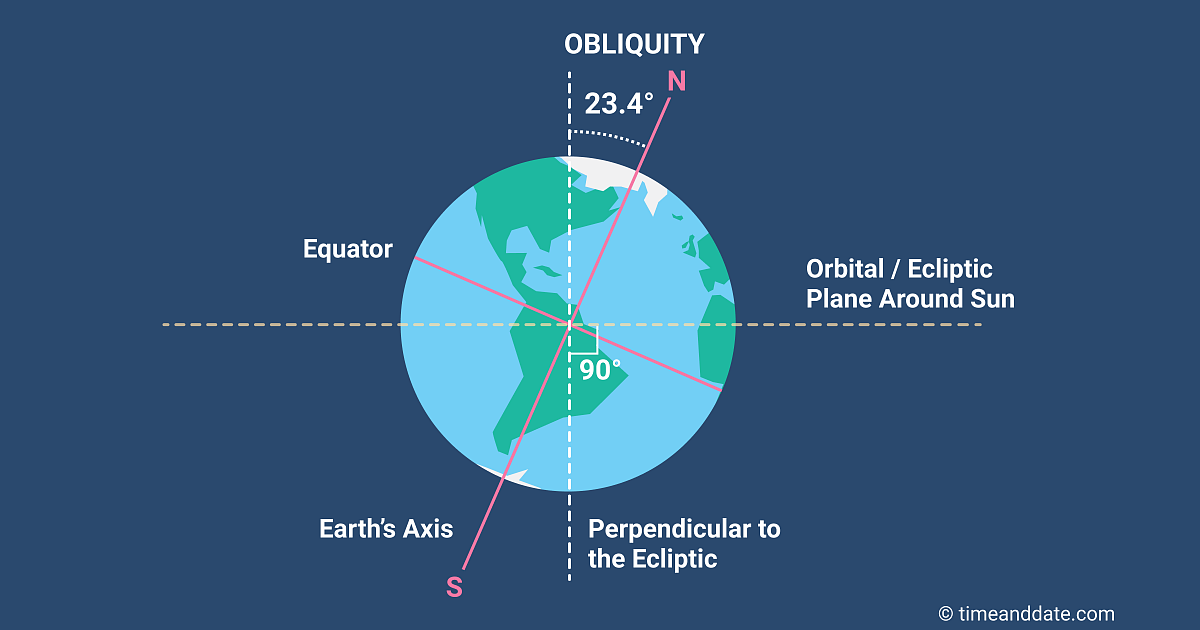 OBLIQUITY
N
23.4°
Equator
Orbital / Ecliptic
Plane Around Sun
90°
Earth’s Axis
Perpendicular to
the Ecliptic
S
© timeanddate.com